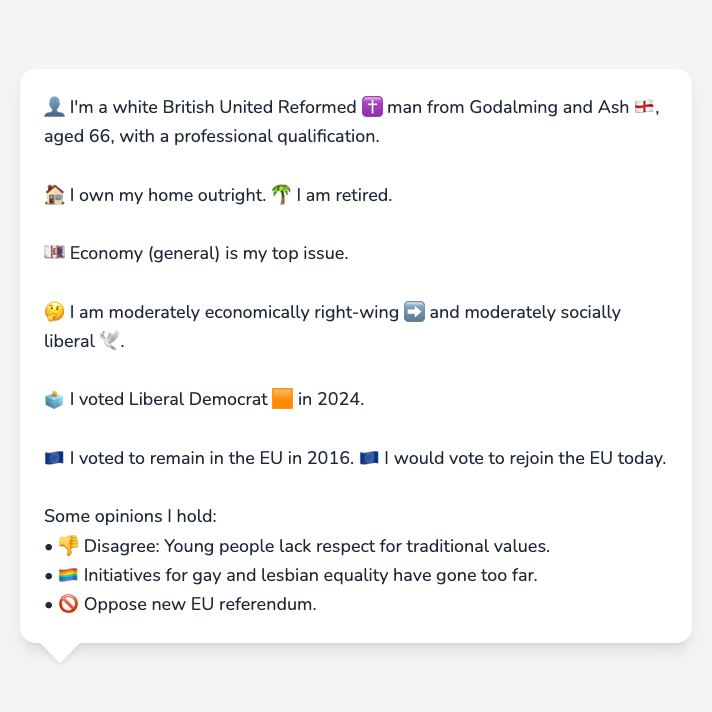 👤 I'm a white British United Reformed ✝️ man from Godalming and Ash 🏴󠁧󠁢󠁥󠁮󠁧󠁿,
aged 66, with a professional qualification.
🏠 I own my home outright. 🌴 I am retired.
💷 Economy (general) is my top issue.
🤔 I am moderately economically right-wing ➡️ and moderately socially
liberal 🕊️.
🗳️ I voted Liberal Democrat 🟧 in 2024.
🇪🇺 I voted to remain in the EU in 2016. 🇪🇺 I would vote to rejoin the EU today.
Some opinions I hold:
• 👎 Disagree: Young people lack respect for traditional values.
• 🏳️‍🌈 Initiatives for gay and lesbian equality have gone too far.
• 🚫 Oppose new EU referendum.